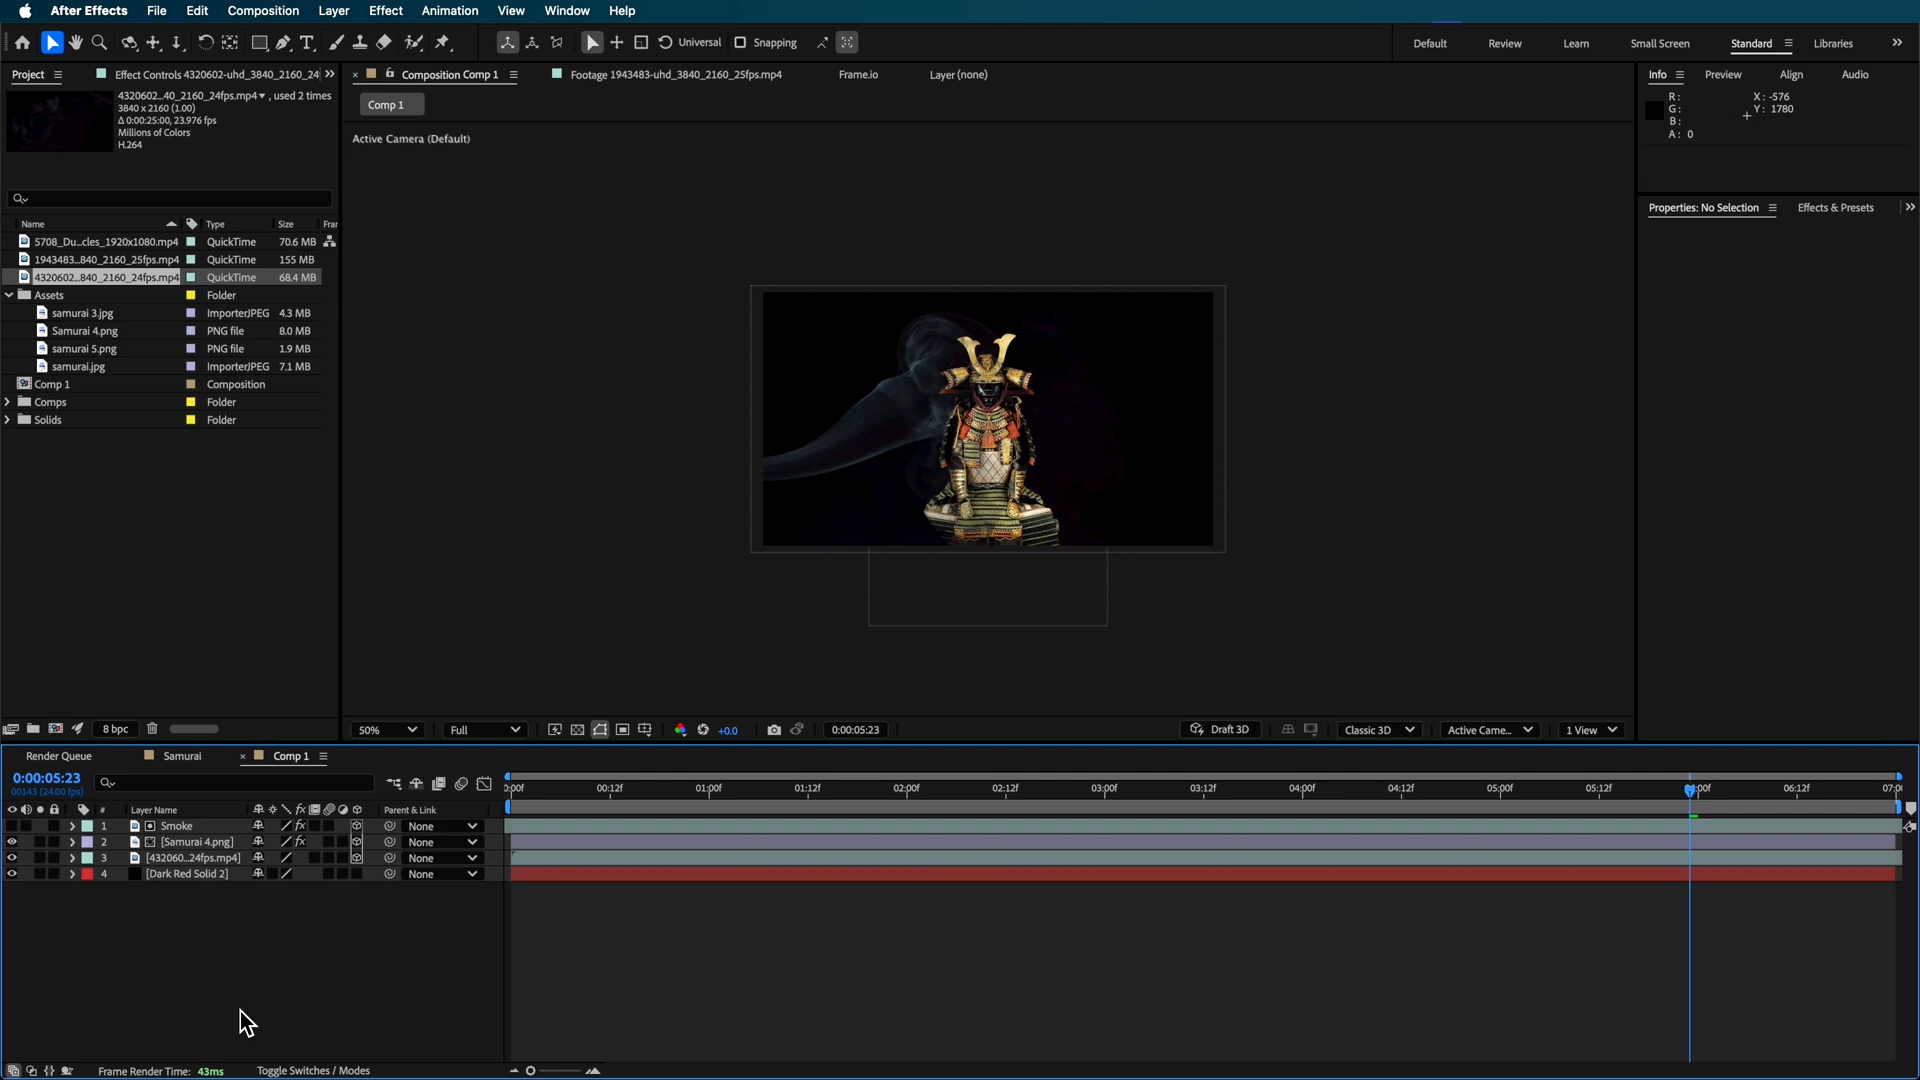 After Effects File Edit Composition Layer Effect Animation View Window Help
Universal Snapping Default Review Learn Small Screen Standard Libraries
Project Effect Controls 4320602-uhd_3840_2160_24
Composition Comp 1 Footage 1943483-uhd_3840_2160_25fps.mp4 Frame.io Layer (none)
Info Preview Align Audio
4320602...40_2160_24fps.mp4 , used 2 times
3840 x 2160 (1.00)
Δ 0:00:25:00, 23.976 fps
Millions of Colors
H.264
Comp 1
R: X: -576
G: Y: 1780
B:
A: 0
Active Camera (Default)
Properties: No Selection Effects & Presets
Name Type Size Frar
5708_Du...cles_1920x1080.mp4 QuickTime 70.6 MB
1943483...840_2160_25fps.mp4 QuickTime 155 MB
4320602...840_2160_24fps.mp4 QuickTime 68.4 MB
Assets Folder
samurai 3.jpg ImporterJPEG 4.3 MB
Samurai 4.png PNG file 8.0 MB
samurai 5.png PNG file 1.9 MB
samurai.jpg ImporterJPEG 7.1 MB
Comp 1 Composition
Comps Folder
Solids Folder
8 bpc
50% Full +0.0 0:00:05:23 Draft 3D Classic 3D Active Came... 1 View
Render Queue Samurai Comp 1
0:00:05:23
00143 (24.00 fps)
0:00f 00:12f 01:00f 01:12f 02:00f 02:12f 03:00f 03:12f 04:00f 04:12f 05:00f 05:12f 06:12f 07:0
# Layer Name fx Parent & Link
1 Smoke fx None
2 [Samurai 4.png] fx None
3 [432060...24fps.mp4] None
4 [Dark Red Solid 2] None
Frame Render Time: 43ms Toggle Switches / Modes